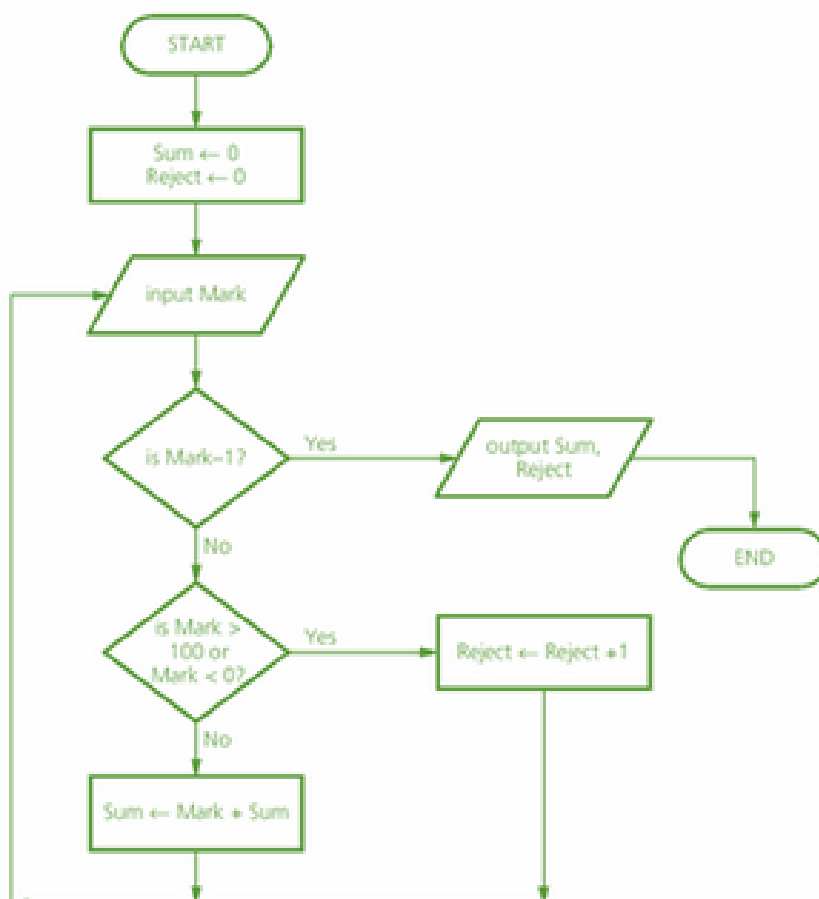 START
Sum ← 0
Reject ← 0
input Mark
is Mark–1?
Yes
output Sum,
Reject
No
END
is Mark >
100 or
Mark < 0?
Yes
Reject ← Reject +1
No
Sum ← Mark + Sum